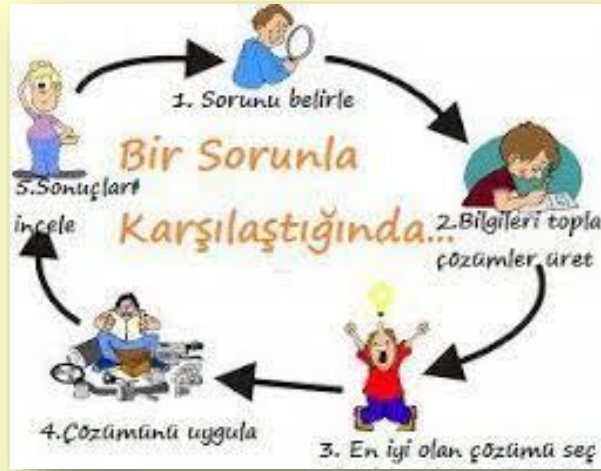 1. Sorunu belirle
Bir Sorunla
Karşılaştığında...
2.Bilgileri topla
çözümler üret
3. En iyi olan çözümü seç
4.Çözümünü uygula
5.Sonuçları
incele